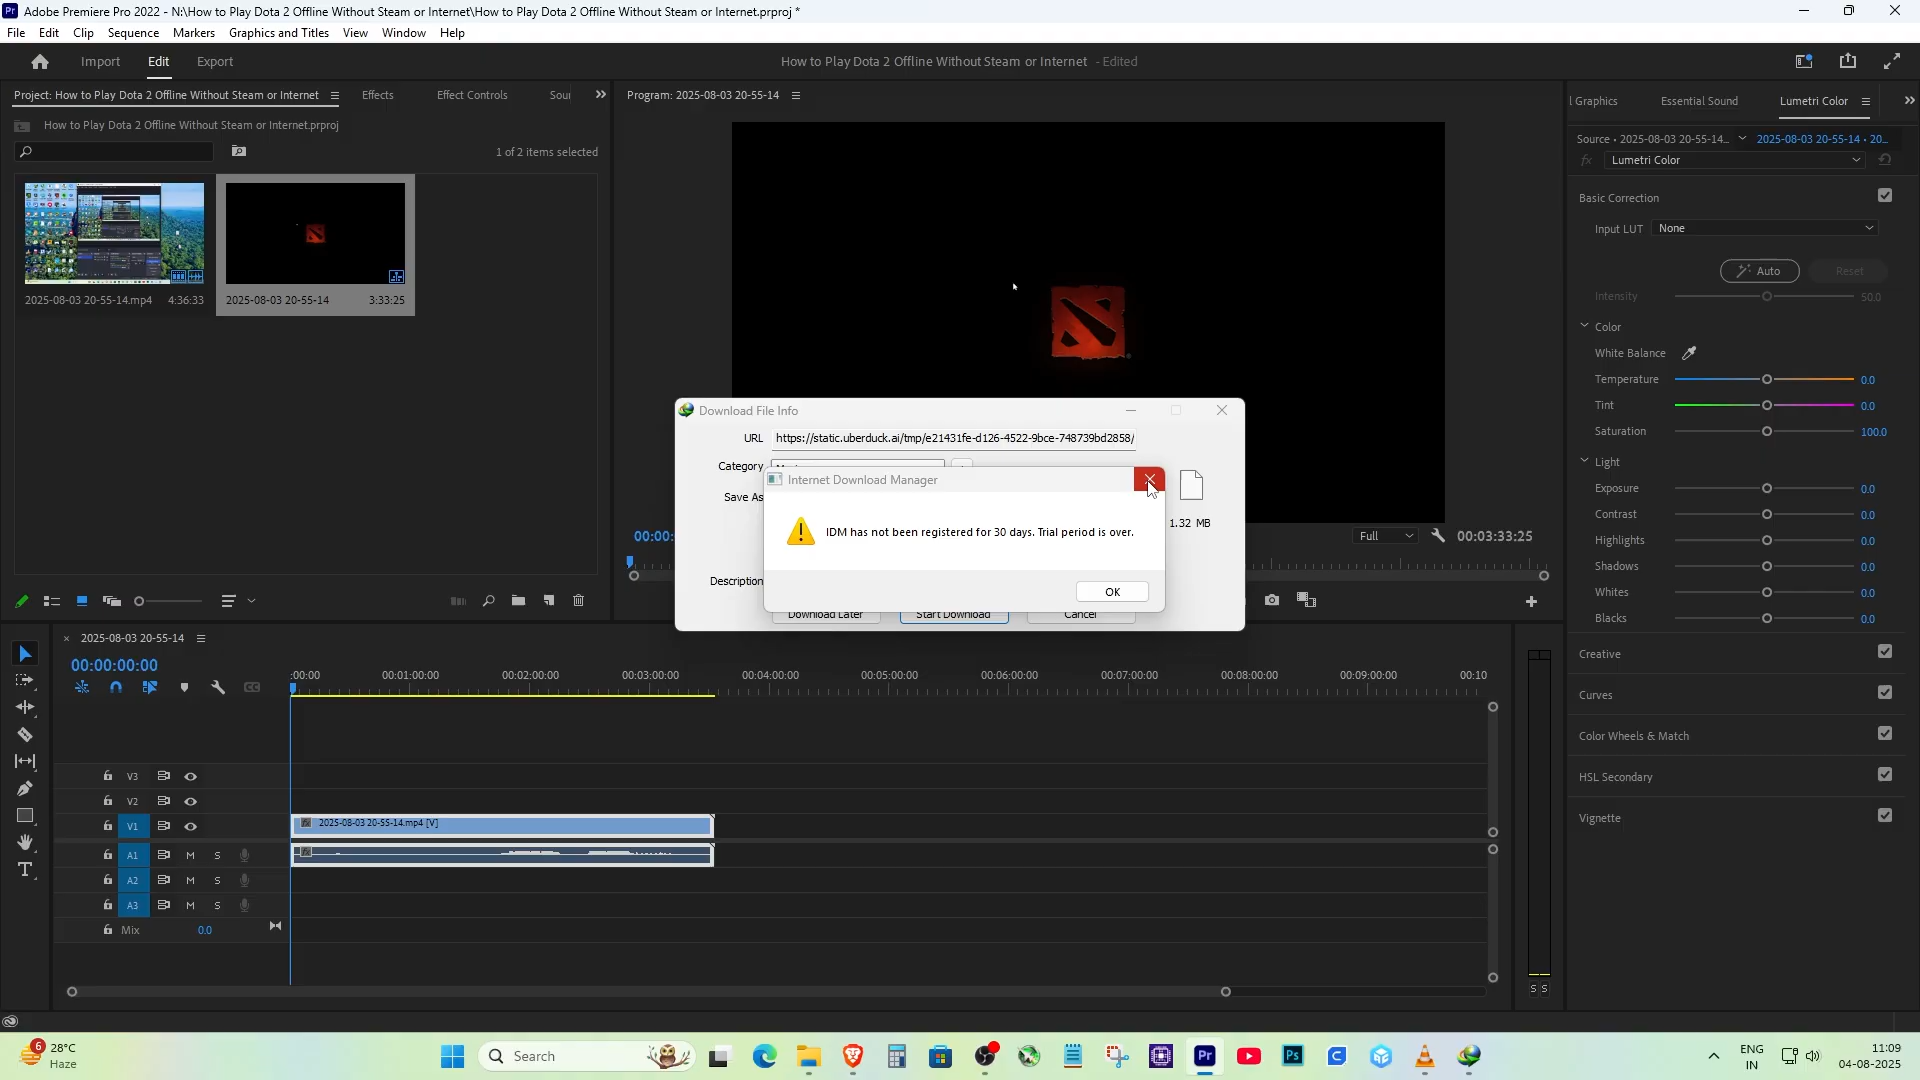 Adobe Premiere Pro 2022 - N:\How to Play Dota 2 Offline Without Steam or Internet\How to Play Dota 2 Offline Without Steam or Internet.prproj *
File Edit Clip Sequence Markers Graphics and Titles View Window Help
Import Edit Export
How to Play Dota 2 Offline Without Steam or Internet - Edited
Project: How to Play Dota 2 Offline Without Steam or Internet Effects Effect Controls Sou
How to Play Dota 2 Offline Without Steam or Internet.prproj
1 of 2 items selected
2025-08-03 20-55-14.mp4 4:36:33
2025-08-03 20-55-14 3:33:25
Program: 2025-08-03 20-55-14
00:00:
Full
00:03:33:25
Download File Info
URL https://static.uberduck.ai/tmp/e21431fe-d126-4522-9bce-748739bd2858/
Category
Save As
1.32 MB
Description
Download Later Start Download Cancel
Internet Download Manager
IDM has not been registered for 30 days. Trial period is over.
OK
l Graphics Essential Sound Lumetri Color
Source • 2025-08-03 20-55-14... 2025-08-03 20-55-14 • 20...
fx Lumetri Color
Basic Correction
Input LUT None
Auto Reset
Intensity 50.0
Color
White Balance
Temperature 0.0
Tint 0.0
Saturation 100.0
Light
Exposure 0.0
Contrast 0.0
Highlights 0.0
Shadows 0.0
Whites 0.0
Blacks 0.0
Creative
Curves
Color Wheels & Match
HSL Secondary
Vignette
× 2025-08-03 20-55-14
00:00:00:00
:00:00 00:01:00:00 00:02:00:00 00:03:00:00 00:04:00:00 00:05:00:00 00:06:00:00 00:07:00:00 00:08:00:00 00:09:00:00 00:10
V3
V2
V1 2025-08-03 20-55-14.mp4 [V]
A1 M S
A2 M S
A3 M S
Mix 0.0
S S
6 28°C
Haze
Search
Pr
Ps
ENG
IN
11:09
04-08-2025